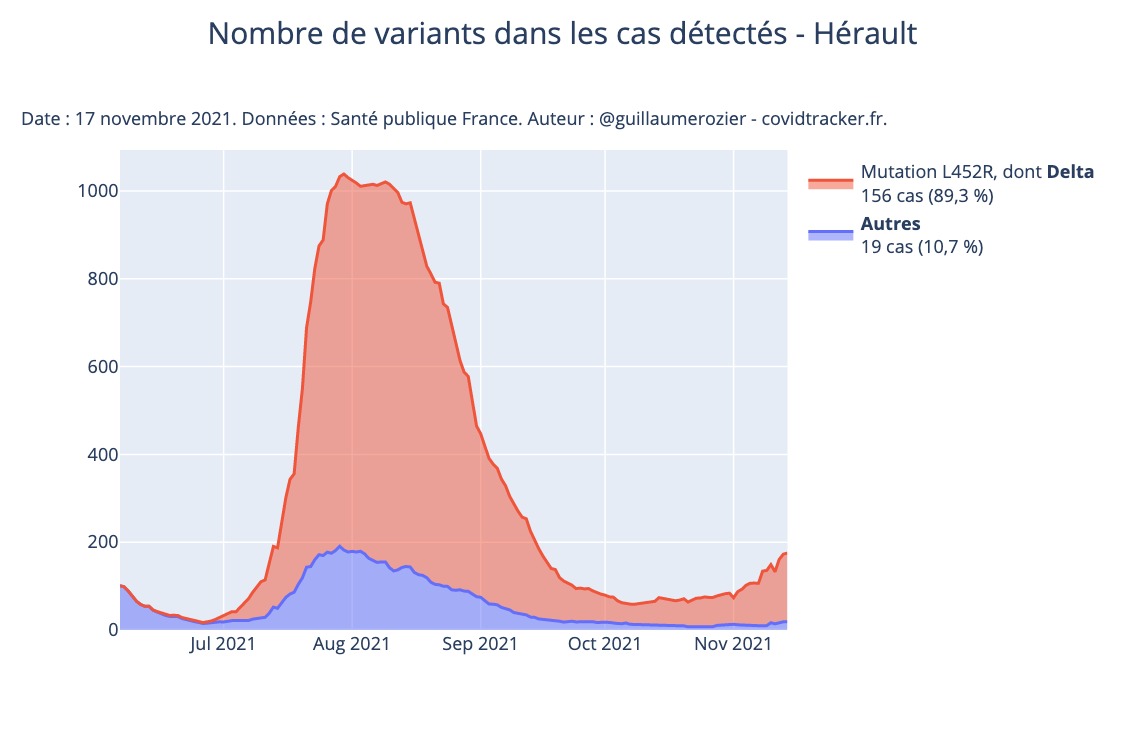 Nombre de variants dans les cas détectés - Hérault
Date : 17 novembre 2021. Données : Santé publique France. Auteur : @guillaumerozier - covidtracker.fr.
Mutation L452R, dont Delta
156 cas (89,3 %)
Autres
19 cas (10,7 %)
1000
800
600
400
200
0
Jul 2021
Aug 2021
Sep 2021
Oct 2021
Nov 2021